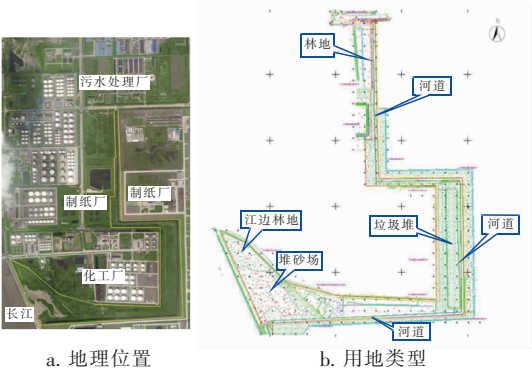 污水处理厂
制纸厂
制纸厂
化工厂
长江
a. 地理位置
N
林地
河道
江边林地
堆砂场
垃圾堆
河道
河道
b. 用地类型